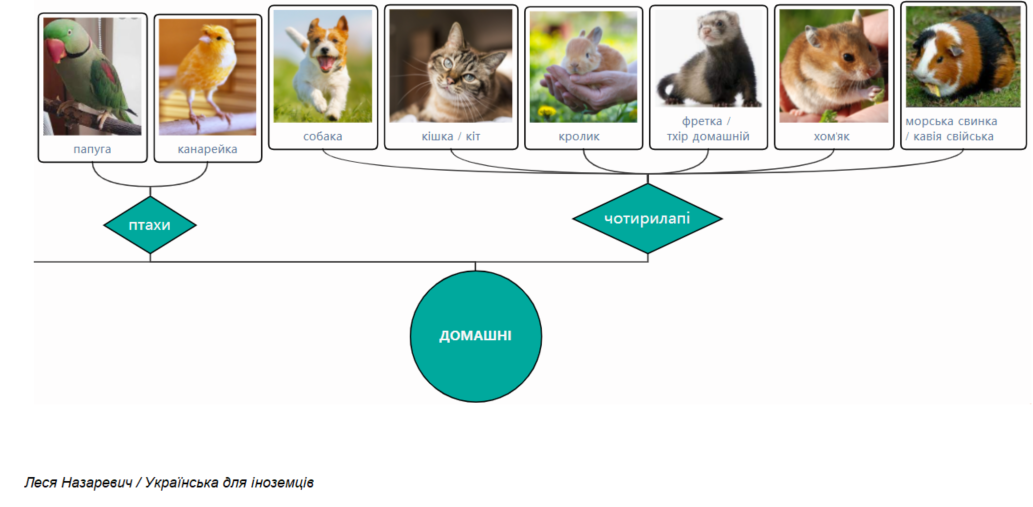 папуга
канарейка
собака
кішка / кіт
кролик
фретка /
тхір домашній
хом'як
морська свинка
/ кавія свійська
птахи
чотирилапі
ДОМАШНІ
Леся Назаревич / Українська для іноземців